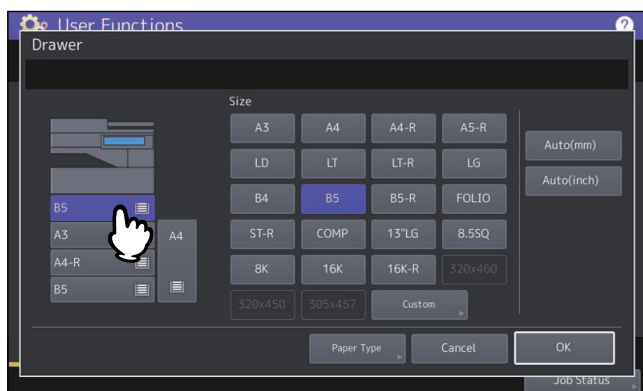 User Functions
?
Drawer
Size
A3 A4 A4-R A5-R
LD LT LT-R LG
B4 B5 B5-R FOLIO
ST-R COMP 13"LG 8.5SQ
8K 16K 16K-R 320x460
320x450 305x457 Custom
Auto(mm)
Auto(inch)
B5
A3
A4-R
B5
A4
Paper Type Cancel OK
Job Status